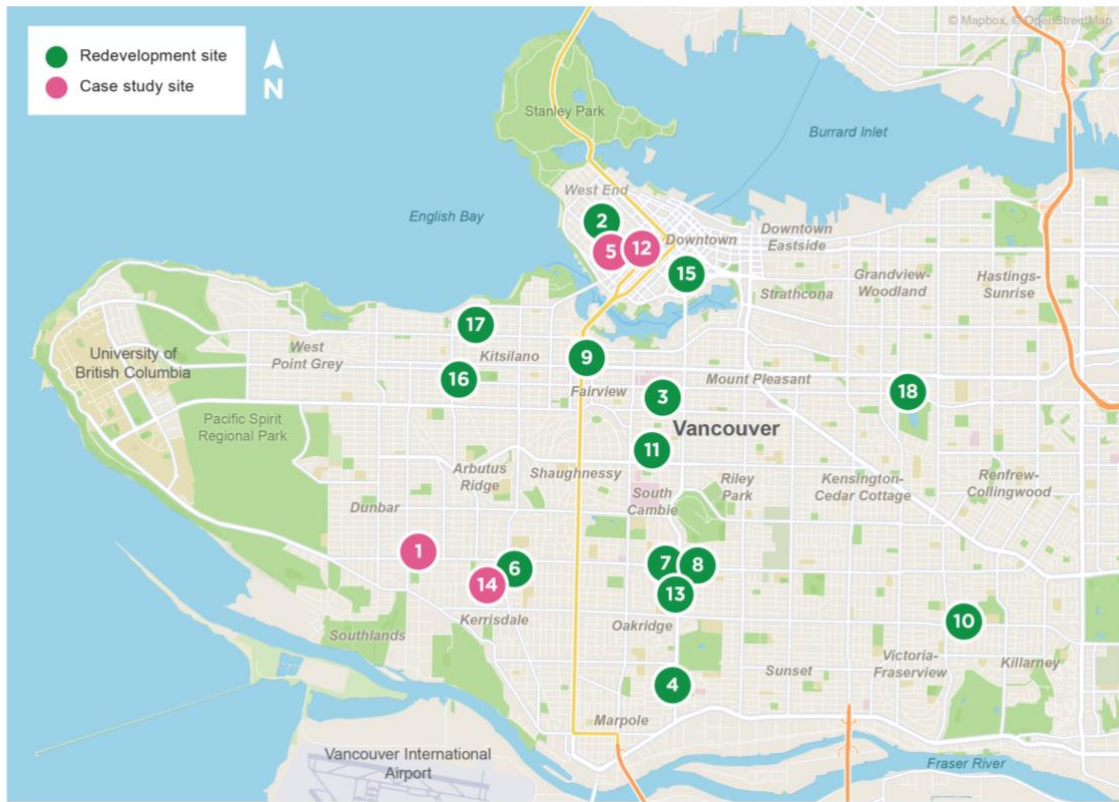 © Mapbox, © OpenStreetMap
Redevelopment site
Case study site
N
Stanley Park
Burrard Inlet
West End
English Bay
2
5
12
Downtown
Downtown
Eastside
15
Strathcona
Grandview-
Woodland
Hastings-
Sunrise
17
University of
British Columbia
West
Point Grey
Kitsilano
9
16
Fairview
Mount Pleasant
18
3
Pacific Spirit
Regional Park
Vancouver
11
Arbutus
Ridge
Shaughnessy
South
Cambie
Riley
Park
Kensington-
Cedar Cottage
Renfrew-
Collingwood
Dunbar
1
6
14
7
8
13
Kerrisdale
Oakridge
10
Southlands
Sunset
Victoria-
Fraserview
Killarney
4
Marpole
Vancouver International
Airport
Fraser River